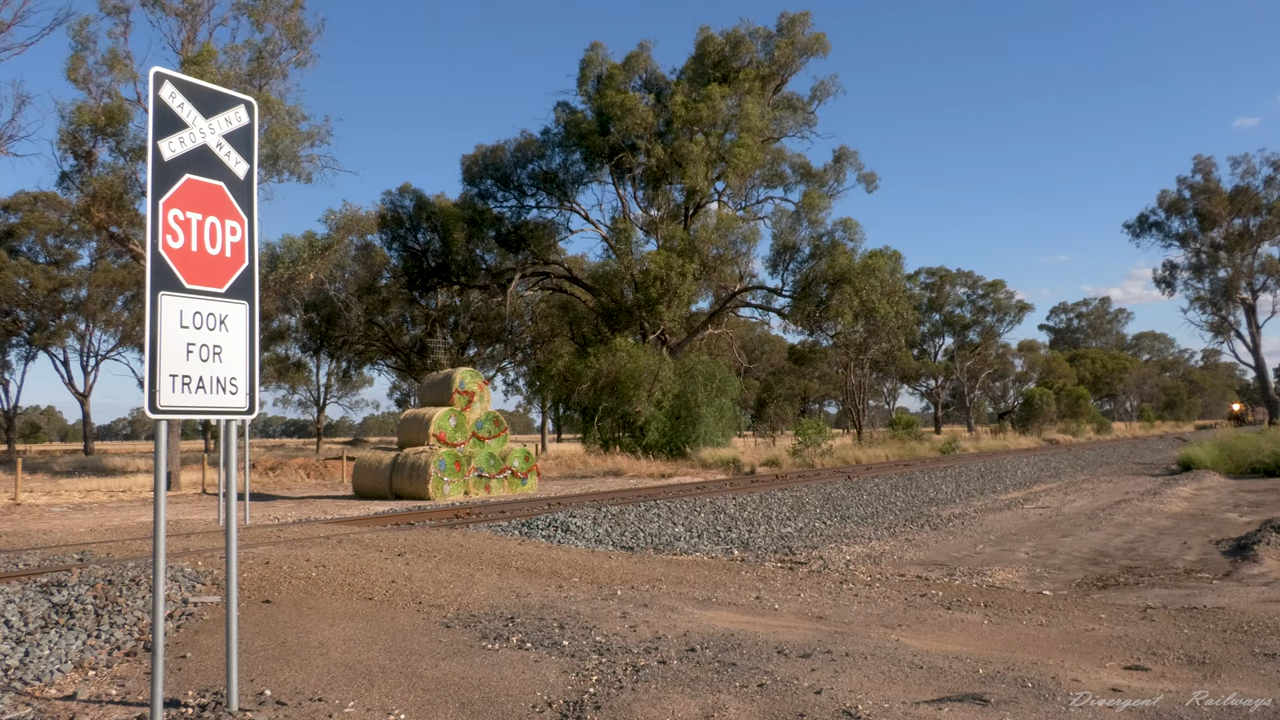 RAILWAY
CROSSING
STOP
LOOK
FOR
TRAINS
Divergent Railways